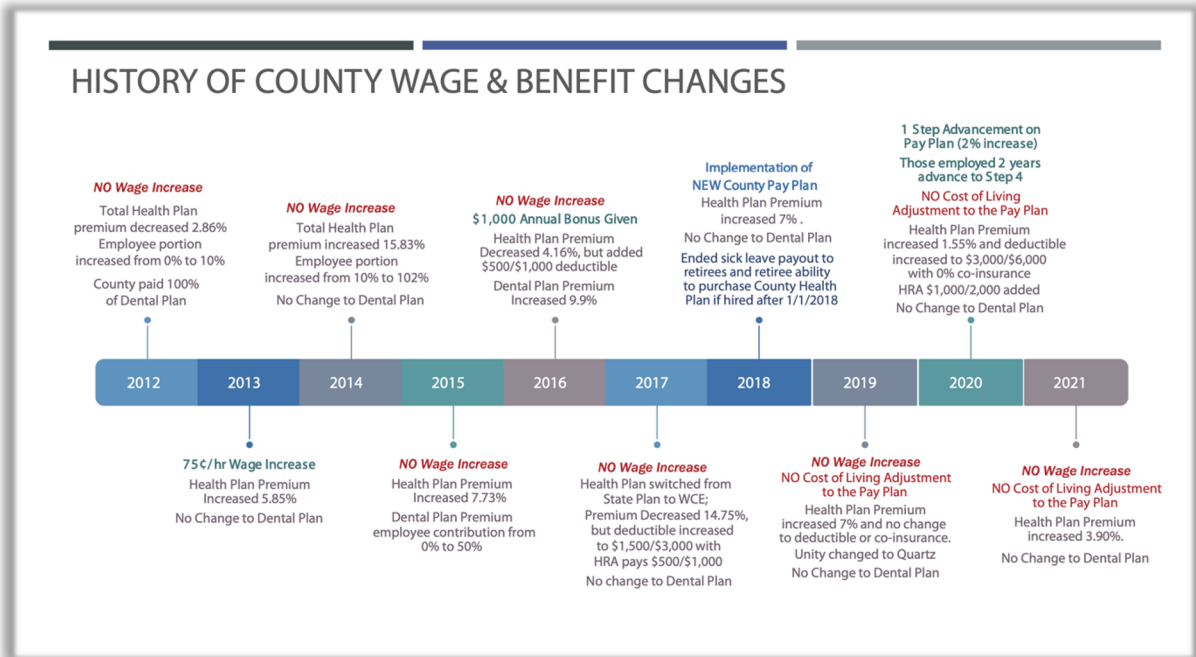 HISTORY OF COUNTY WAGE & BENEFIT CHANGES
NO Wage Increase
Total Health Plan
premium decreased 2.86%
Employee portion
increased from 0% to 10%
County paid 100%
of Dental Plan
NO Wage Increase
Total Health Plan
premium increased 15.83%
Employee portion
increased from 10% to 102%
No Change to Dental Plan
NO Wage Increase
$1,000 Annual Bonus Given
Health Plan Premium
Decreased 4.16%, but added
$500/$1,000 deductible
Dental Plan Premium
Increased 9.9%
Implementation of
NEW County Pay Plan
Health Plan Premium
increased 7% .
No Change to Dental Plan
Ended sick leave payout to
retirees and retiree ability
to purchase County Health
Plan if hired after 1/1/2018
1 Step Advancement on
Pay Plan (2% increase)
Those employed 2 years
advance to Step 4
NO Cost of Living
Adjustment to the Pay Plan
Health Plan Premium
increased 1.55% and deductible
increased to $3,000/$6,000
with 0% co-insurance
HRA $1,000/2,000 added
No Change to Dental Plan
2012
2013
2014
2015
2016
2017
2018
2019
2020
2021
75¢/hr Wage Increase
Health Plan Premium
Increased 5.85%
No Change to Dental Plan
NO Wage Increase
Health Plan Premium
Increased 7.73%
Dental Plan Premium
employee contribution from
0% to 50%
NO Wage Increase
Health Plan switched from
State Plan to WCE;
Premium Decreased 14.75%,
but deductible increased
to $1,500/$3,000 with
HRA pays $500/$1,000
No change to Dental Plan
NO Wage Increase
NO Cost of Living Adjustment
to the Pay Plan
Health Plan Premium
increased 7% and no change
to deductible or co-insurance.
Unity changed to Quartz
No Change to Dental Plan
NO Wage Increase
NO Cost of Living Adjustment
to the Pay Plan
Health Plan Premium
increased 3.90%.
No Change to Dental Plan